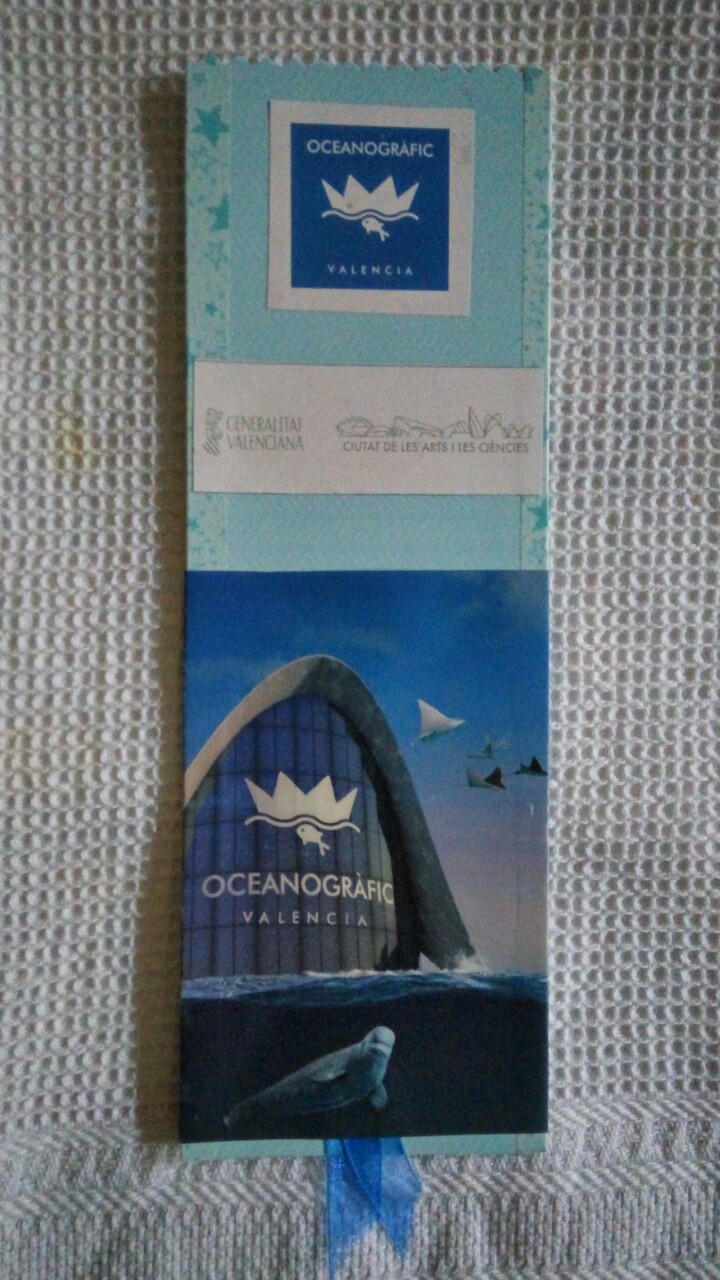 OCEANOGRÀFIC
VALENCIA
GENERALITAT
VALENCIANA
CIUTAT DE LES ARTS I LES CIÈNCIES
OCEANOGRÀFIC
VALENCIA